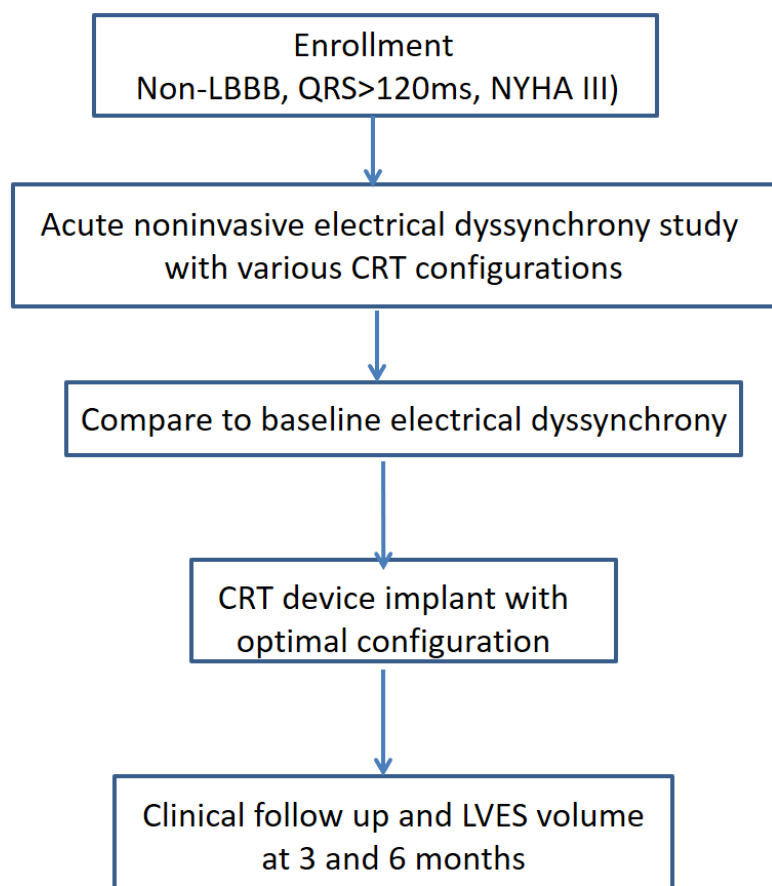 Enrollment
Non-LBBB, QRS>120ms, NYHA III)
Acute noninvasive electrical dyssynchrony study
with various CRT configurations
Compare to baseline electrical dyssynchrony
CRT device implant with
optimal configuration
Clinical follow up and LVES volume
at 3 and 6 months